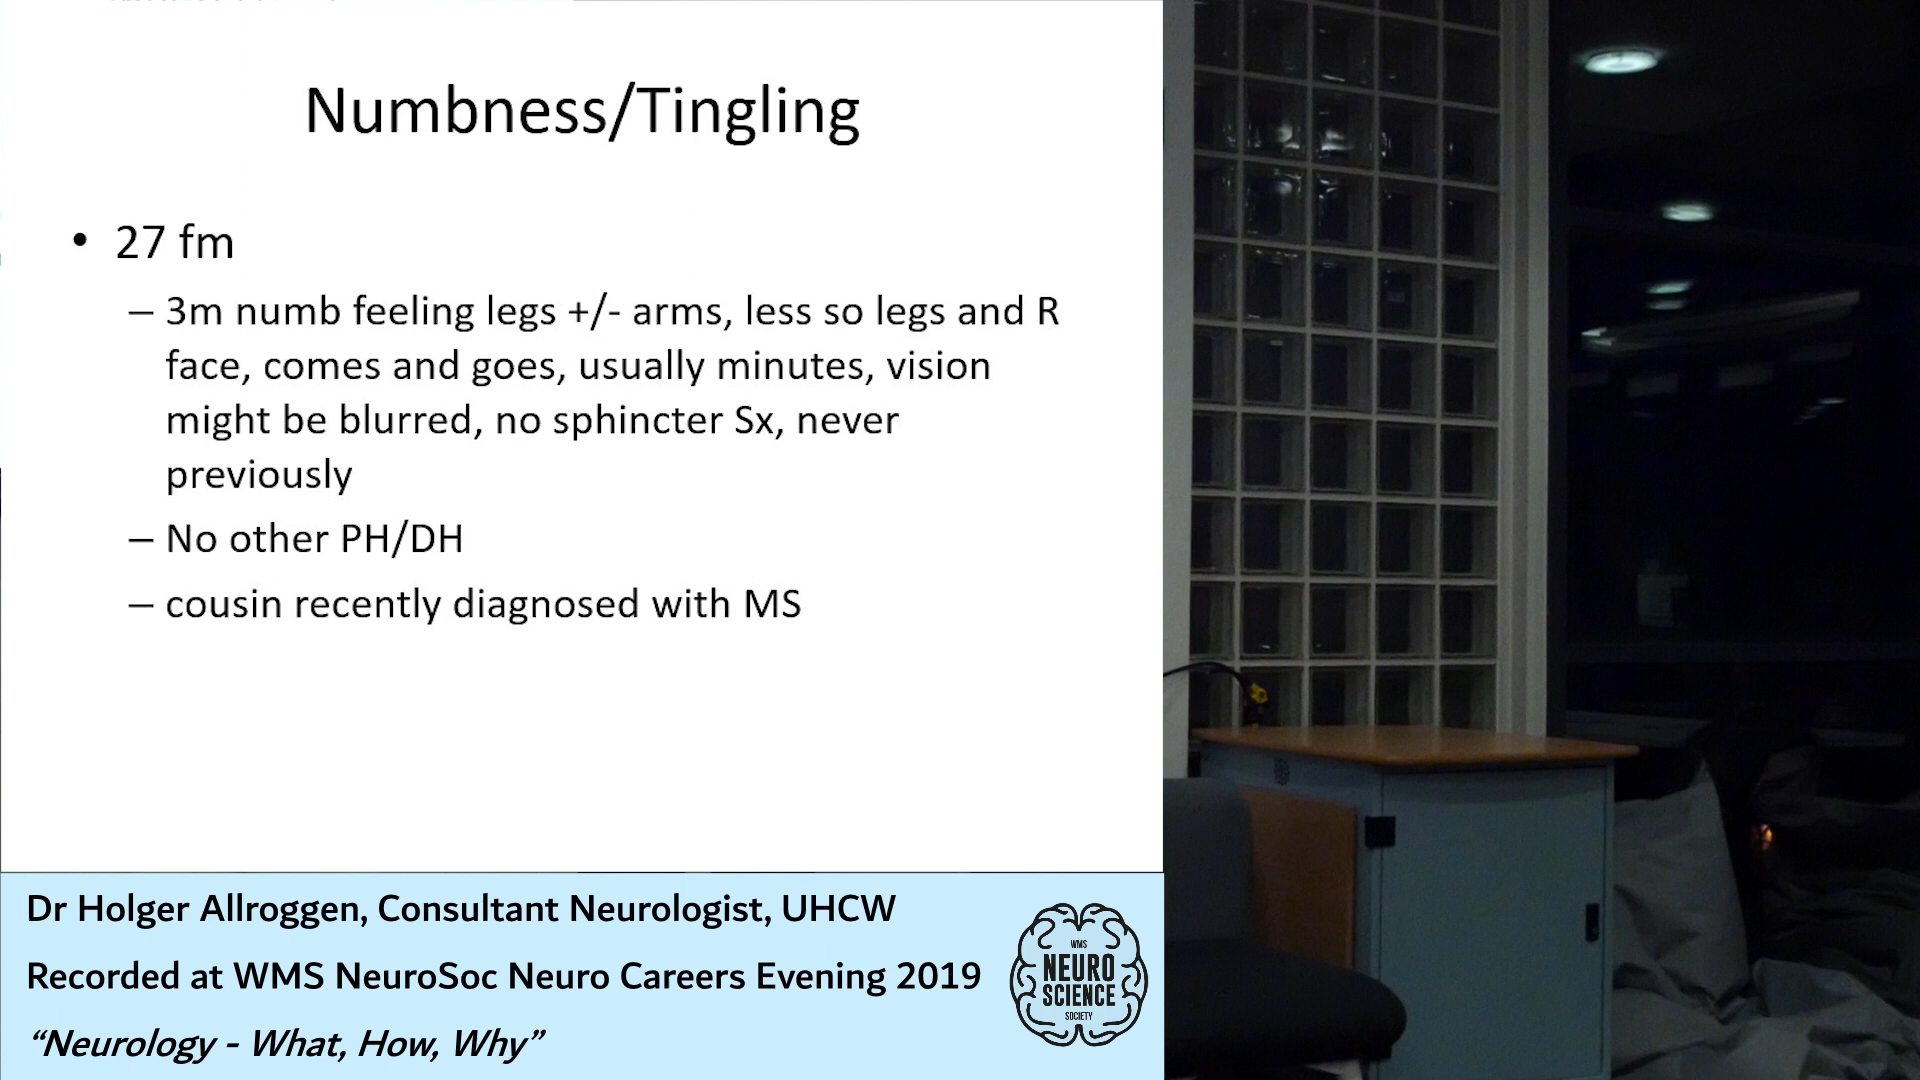 Numbness/Tingling
• 27 fm
– 3m numb feeling legs +/- arms, less so legs and R
face, comes and goes, usually minutes, vision
might be blurred, no sphincter Sx, never
previously
– No other PH/DH
– cousin recently diagnosed with MS
Dr Holger Allroggen, Consultant Neurologist, UHCW
Recorded at WMS NeuroSoc Neuro Careers Evening 2019
“Neurology - What, How, Why”
WMS
NEURO
SCIENCE
SOCIETY